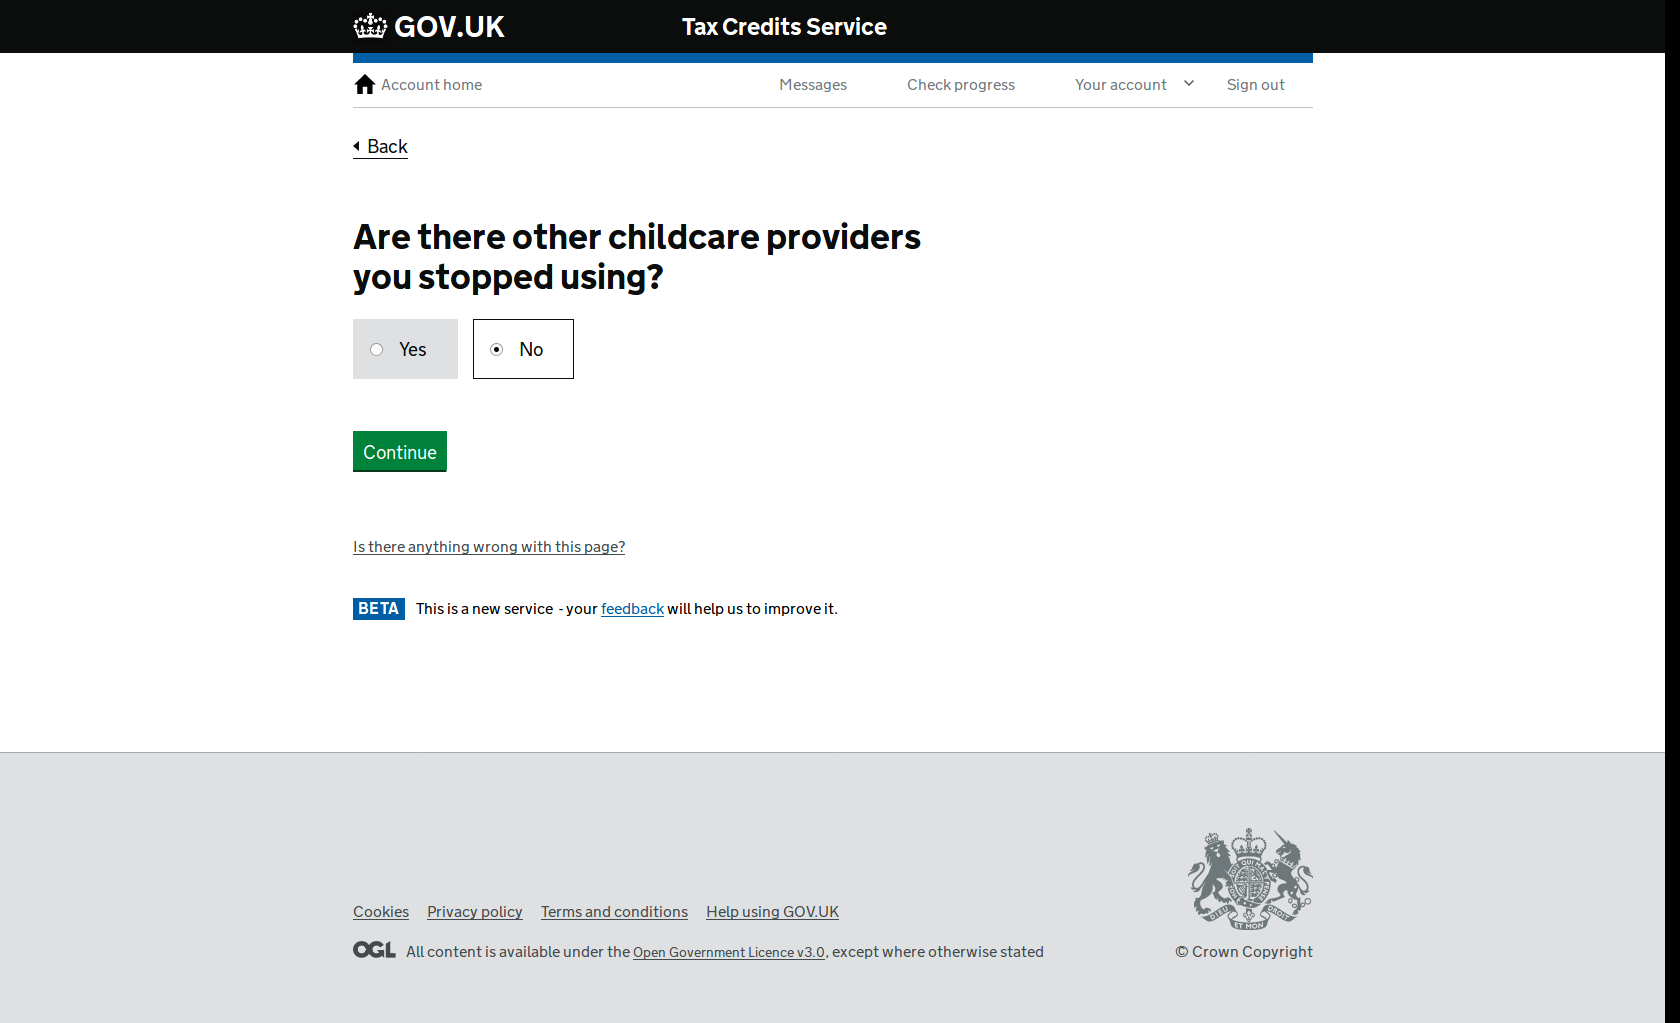 GOV.UK Tax Credits Service
Account home Messages Check progress Your account Sign out
Back
Are there other childcare providers
you stopped using?
Yes No
Continue
Is there anything wrong with this page?
BETA This is a new service - your feedback will help us to improve it.
Cookies Privacy policy Terms and conditions Help using GOV.UK
OGL All content is available under the Open Government Licence v3.0, except where otherwise stated
© Crown Copyright